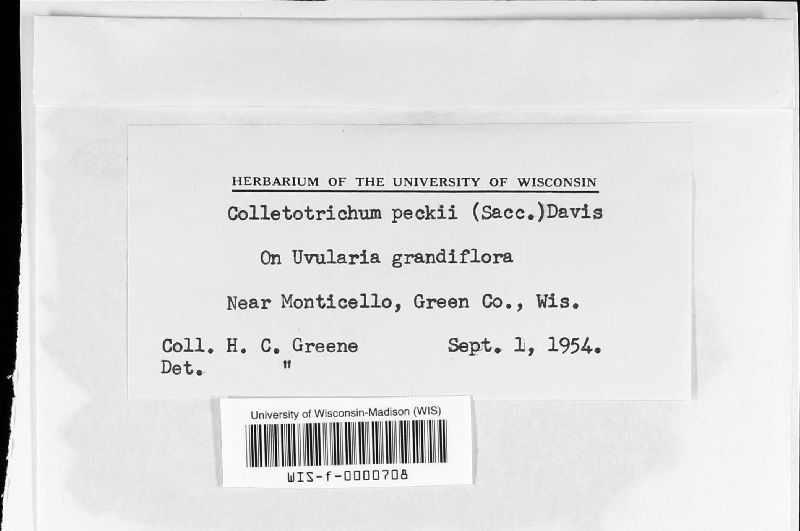 HERBARIUM OF THE UNIVERSITY OF WISCONSIN
Colletotrichum peckii (Sacc.)Davis
On Uvularia grandiflora
Near Monticello, Green Co., Wis.
Coll. H. C. Greene Sept. 1, 1954.
Det. "
University of Wisconsin-Madison (WIS)
WIS-f-0000708